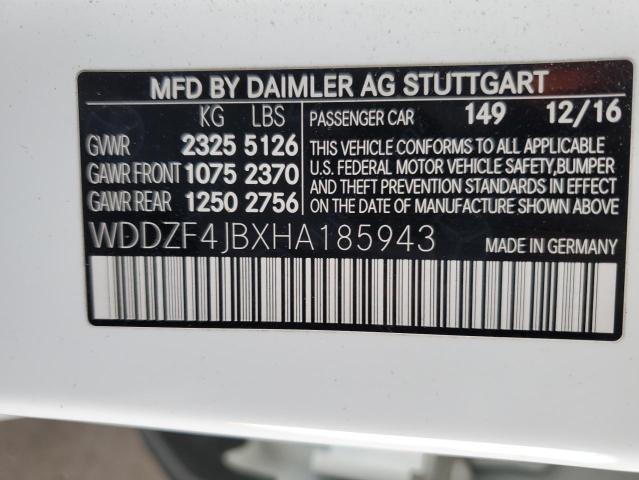 MFD BY DAIMLER AG STUTTGART
KG LBS
PASSENGER CAR 149 12/16
GVWR 2325 5126
GAWR FRONT 1075 2370
GAWR REAR 1250 2756
THIS VEHICLE CONFORMS TO ALL APPLICABLE
U.S. FEDERAL MOTOR VEHICLE SAFETY, BUMPER
AND THEFT PREVENTION STANDARDS IN EFFECT
ON THE DATE OF MANUFACTURE SHOWN ABOVE
WDDZF4JBXHA185943
MADE IN GERMANY